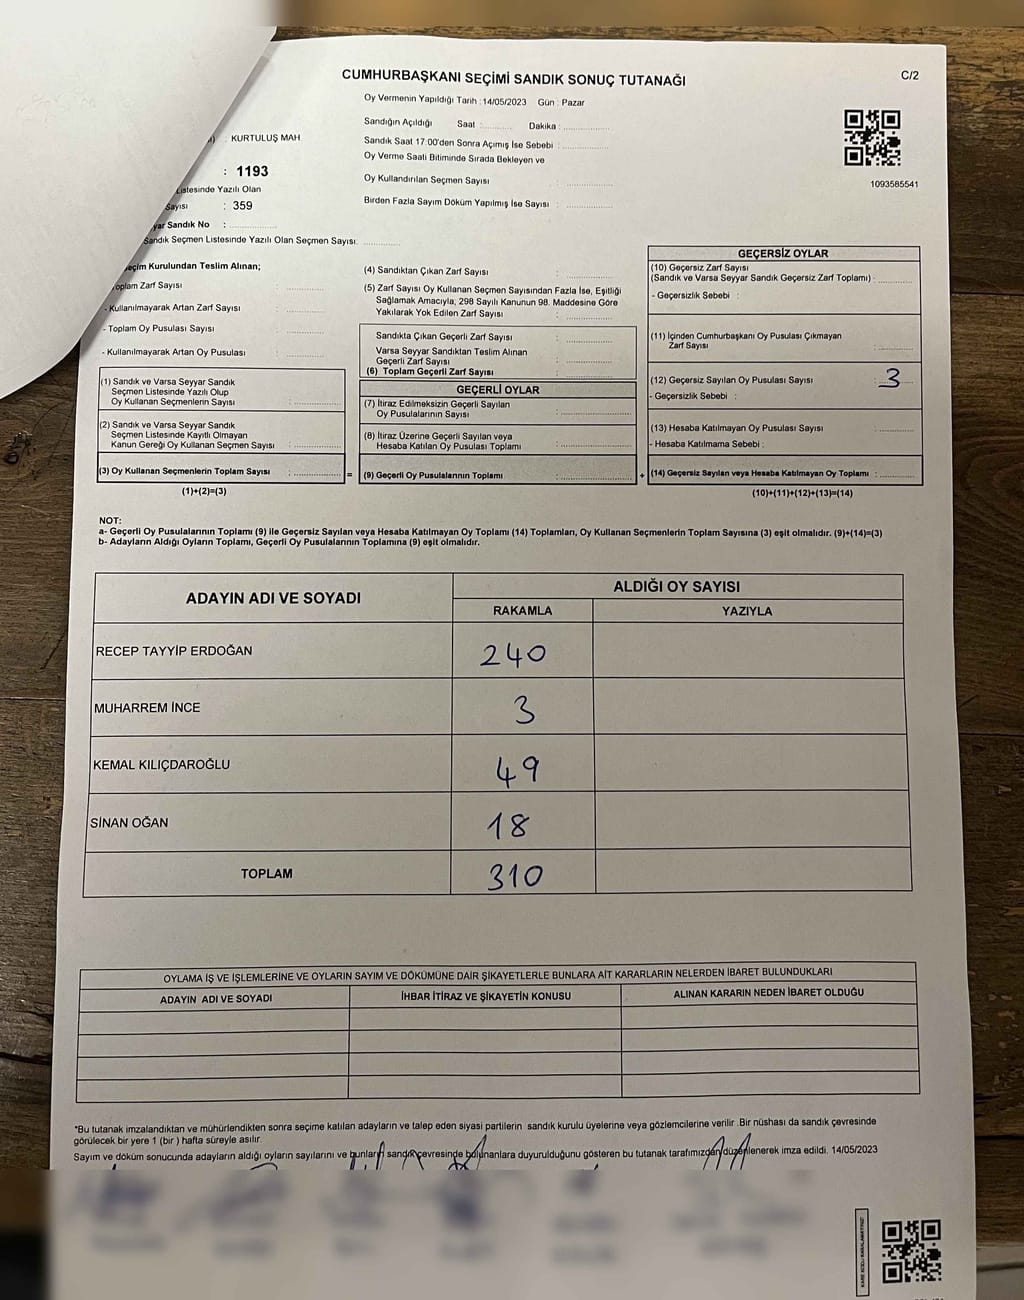 CUMHURBAŞKANI SEÇİMİ SANDIK SONUÇ TUTANAĞI
C/2
Oy Vermenin Yapıldığı Tarih : 14/05/2023 Gün : Pazar
Sandığın Açıldığı Saat : Dakika :
Sandık Saat 17:00'den Sonra Açımış İse Sebebi :
Oy Verme Saati Bitiminde Sırada Bekleyen ve
Oy Kullandırılan Seçmen Sayısı :
Birden Fazla Sayım Döküm Yapılmış İse Sayısı :
1093585541
: KURTULUŞ MAH
: 1193
Listesinde Yazılı Olan
Sayısı : 359
Sandık No :
Sandık Seçmen Listesinde Yazılı Olan Seçmen Sayısı:
Seçim Kurulundan Teslim Alınan;
Toplam Zarf Sayısı :
- Kullanılmayarak Artan Zarf Sayısı :
- Toplam Oy Pusulası Sayısı :
- Kullanılmayarak Artan Oy Pusulası :
(1) Sandık ve Varsa Seyyar Sandık
Seçmen Listesinde Yazılı Olup
Oy Kullanan Seçmenlerin Sayısı :
(2) Sandık ve Varsa Seyyar Sandık
Seçmen Listesinde Kayıtlı Olmayan
Kanun Gereği Oy Kullanan Seçmen Sayısı :
(3) Oy Kullanan Seçmenlerin Toplam Sayısı :
(1)+(2)=(3)
(4) Sandıktan Çıkan Zarf Sayısı :
(5) Zarf Sayısı Oy Kullanan Seçmen Sayısından Fazla İse, Eşitliği
Sağlamak Amacıyla; 298 Sayılı Kanunun 98. Maddesine Göre
Yakılarak Yok Edilen Zarf Sayısı :
Sandıkta Çıkan Geçerli Zarf Sayısı :
Varsa Seyyar Sandıktan Teslim Alınan
Geçerli Zarf Sayısı :
(6) Toplam Geçerli Zarf Sayısı :
GEÇERLİ OYLAR
(7) İtiraz Edilmeksizin Geçerli Sayılan
Oy Pusulalarının Sayısı :
(8) İtiraz Üzerine Geçerli Sayılan veya
Hesaba Katılan Oy Pusulası Toplamı :
= (9) Geçerli Oy Pusulalarının Toplamı :
GEÇERSİZ OYLAR
(10) Geçersiz Zarf Sayısı
(Sandık ve Varsa Seyyar Sandık Geçersiz Zarf Toplamı) :
- Geçersizlik Sebebi :
(11) İçinden Cumhurbaşkanı Oy Pusulası Çıkmayan
Zarf Sayısı :
(12) Geçersiz Sayılan Oy Pusulası Sayısı : 3
- Geçersizlik Sebebi :
(13) Hesaba Katılmayan Oy Pusulası Sayısı :
- Hesaba Katılmama Sebebi :
+ (14) Geçersiz Sayılan veya Hesaba Katılmayan Oy Toplamı :
(10)+(11)+(12)+(13)=(14)
NOT:
a- Geçerli Oy Pusulalarının Toplamı (9) ile Geçersiz Sayılan veya Hesaba Katılmayan Oy Toplamı (14) Toplamları, Oy Kullanan Seçmenlerin Toplam Sayısına (3) eşit olmalıdır. (9)+(14)=(3)
b- Adayların Aldığı Oyların Toplamı, Geçerli Oy Pusulalarının Toplamına (9) eşit olmalıdır.
ADAYIN ADI VE SOYADI
ALDIĞI OY SAYISI
RAKAMLA YAZIYLA
RECEP TAYYİP ERDOĞAN 240
MUHARREM İNCE 3
KEMAL KILIÇDAROĞLU 49
SİNAN OĞAN 18
TOPLAM 310
OYLAMA İŞ VE İŞLEMLERİNE VE OYLARIN SAYIM VE DÖKÜMÜNE DAİR ŞİKAYETLERLE BUNLARA AİT KARARLARIN NELERDEN İBARET BULUNDUKLARI
ADAYIN ADI VE SOYADI İHBAR İTİRAZ VE ŞİKAYETİN KONUSU ALINAN KARARIN NEDEN İBARET OLDUĞU
*Bu tutanak imzalandıktan ve mühürlendikten sonra seçime katılan adayların ve talep eden siyasi partilerin sandık kurulu üyelerine veya gözlemcilerine verilir. Bir nüshası da sandık çevresinde
görülecek bir yere 1 (bir ) hafta süreyle asılır.
Sayım ve döküm sonucunda adayların aldığı oyların sayılarını ve bunların sandık çevresinde bulunanlara duyurulduğunu gösteren bu tutanak tarafımızdan düzenlenerek imza edildi. 14/05/2023